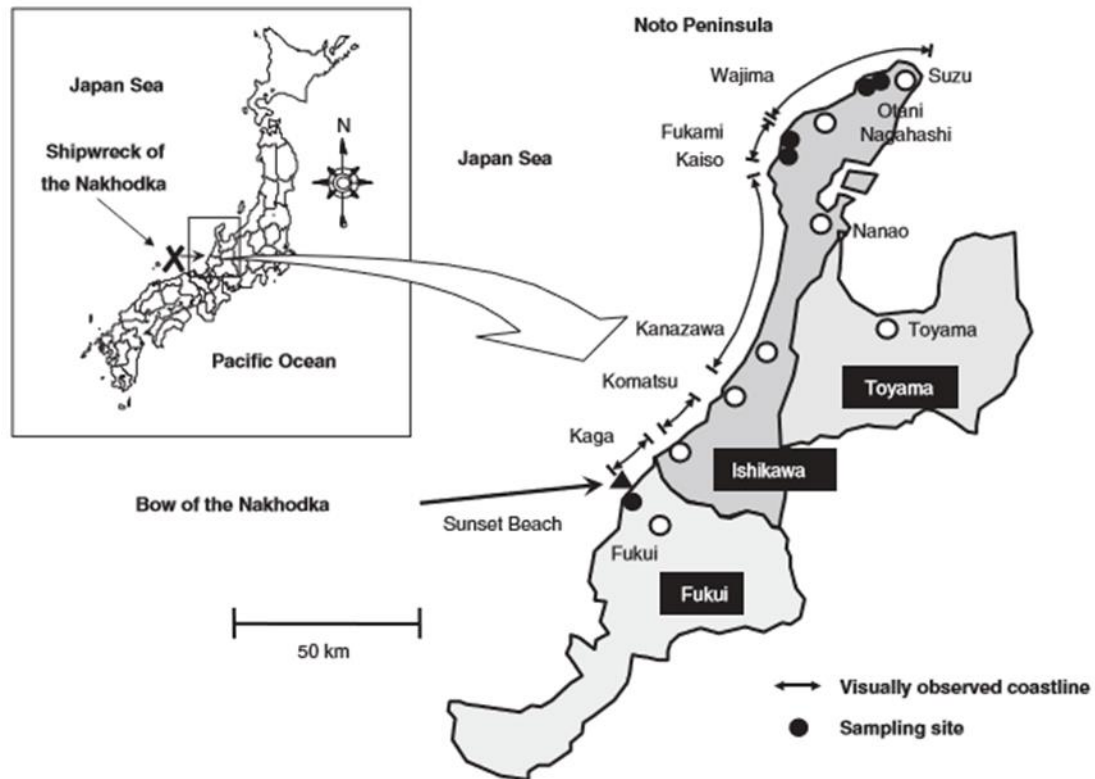 Noto Peninsula
Japan Sea
Wajima
Suzu
Otani
Nagahashi
Shipwreck of
the Nakhodka
N
Japan Sea
Fukami
Kaiso
Nanao
Kanazawa
Toyama
Pacific Ocean
Komatsu
Toyama
Kaga
Ishikawa
Bow of the Nakhodka
Sunset Beach
Fukui
Fukui
50 km
Visually observed coastline
Sampling site